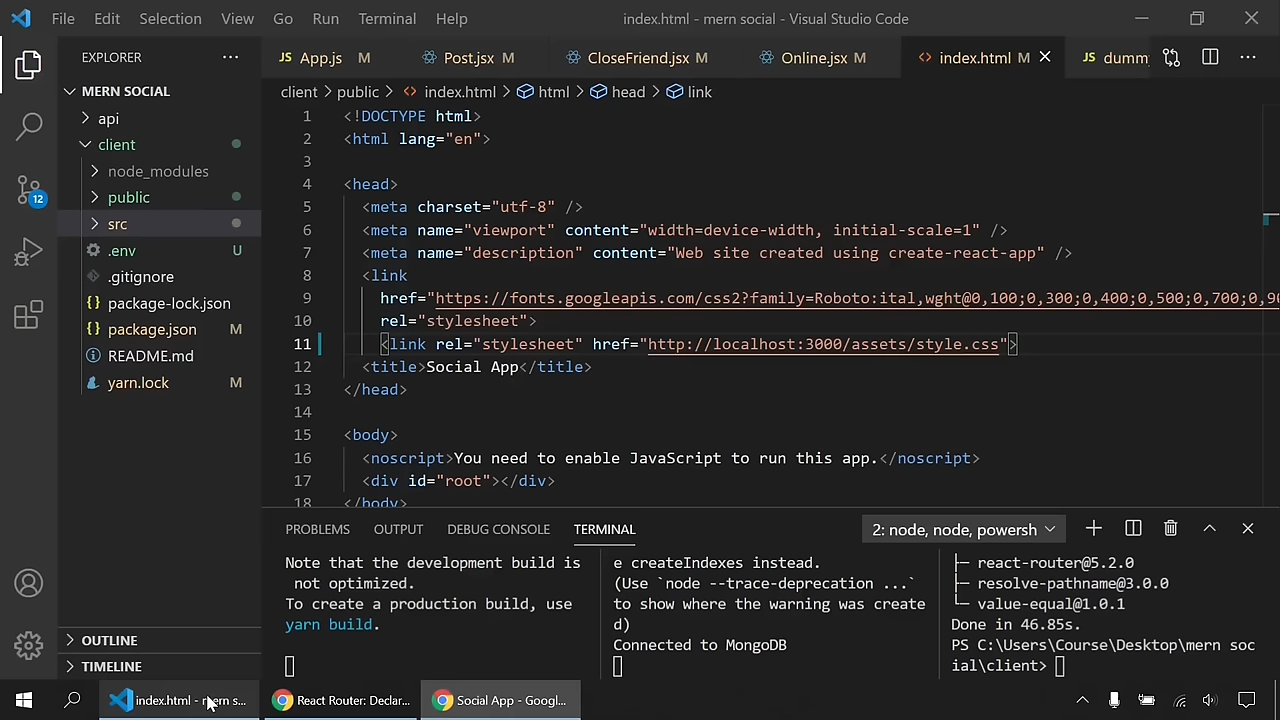 File Edit Selection View Go Run Terminal Help index.html - mern social - Visual Studio Code
EXPLORER
MERN SOCIAL
api
client
node_modules
public
src
.env U
.gitignore
package-lock.json
package.json M
README.md
yarn.lock M
OUTLINE
TIMELINE
12
JS App.js M Post.jsx M CloseFriend.jsx M Online.jsx M index.html M JS dummy
client > public > index.html > html > head > link
1 <!DOCTYPE html>
2 <html lang="en">
3
4 <head>
5 <meta charset="utf-8" />
6 <meta name="viewport" content="width=device-width, initial-scale=1" />
7 <meta name="description" content="Web site created using create-react-app" />
8 <link
9 href="https://fonts.googleapis.com/css2?family=Roboto:ital,wght@0,100;0,300;0,400;0,500;0,700;0,90
10 rel="stylesheet">
11 <link rel="stylesheet" href="http://localhost:3000/assets/style.css">
12 <title>Social App</title>
13 </head>
14
15 <body>
16 <noscript>You need to enable JavaScript to run this app.</noscript>
17 <div id="root"></div>
18 </body>
PROBLEMS OUTPUT DEBUG CONSOLE TERMINAL 2: node, node, powersh
Note that the development build is
not optimized.
To create a production build, use
yarn build.
e createIndexes instead.
(Use `node --trace-deprecation ...`
to show where the warning was create
d)
Connected to MongoDB
├─ react-router@5.2.0
├─ resolve-pathname@3.0.0
└─ value-equal@1.0.1
Done in 46.85s.
PS C:\Users\Course\Desktop\mern soc
ial\client>
index.html - mern s... React Router: Declar... Social App - Googl...